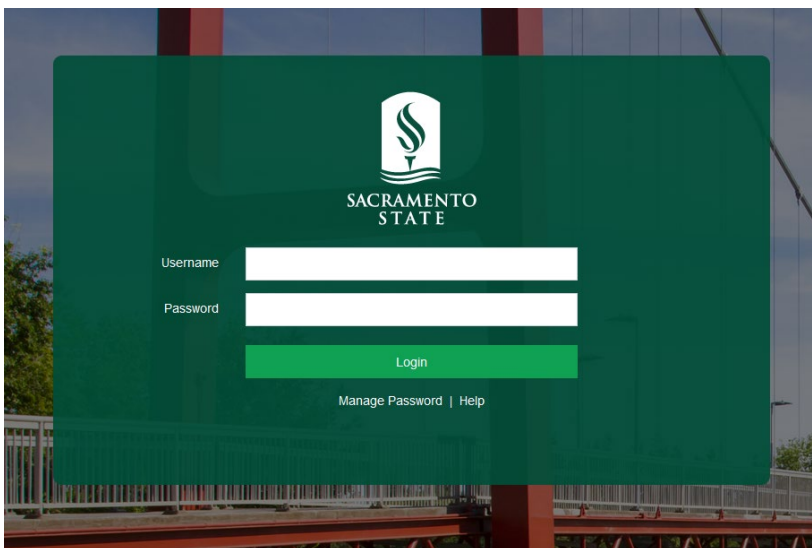 SACRAMENTO
STATE
Username
Password
Login
Manage Password | Help